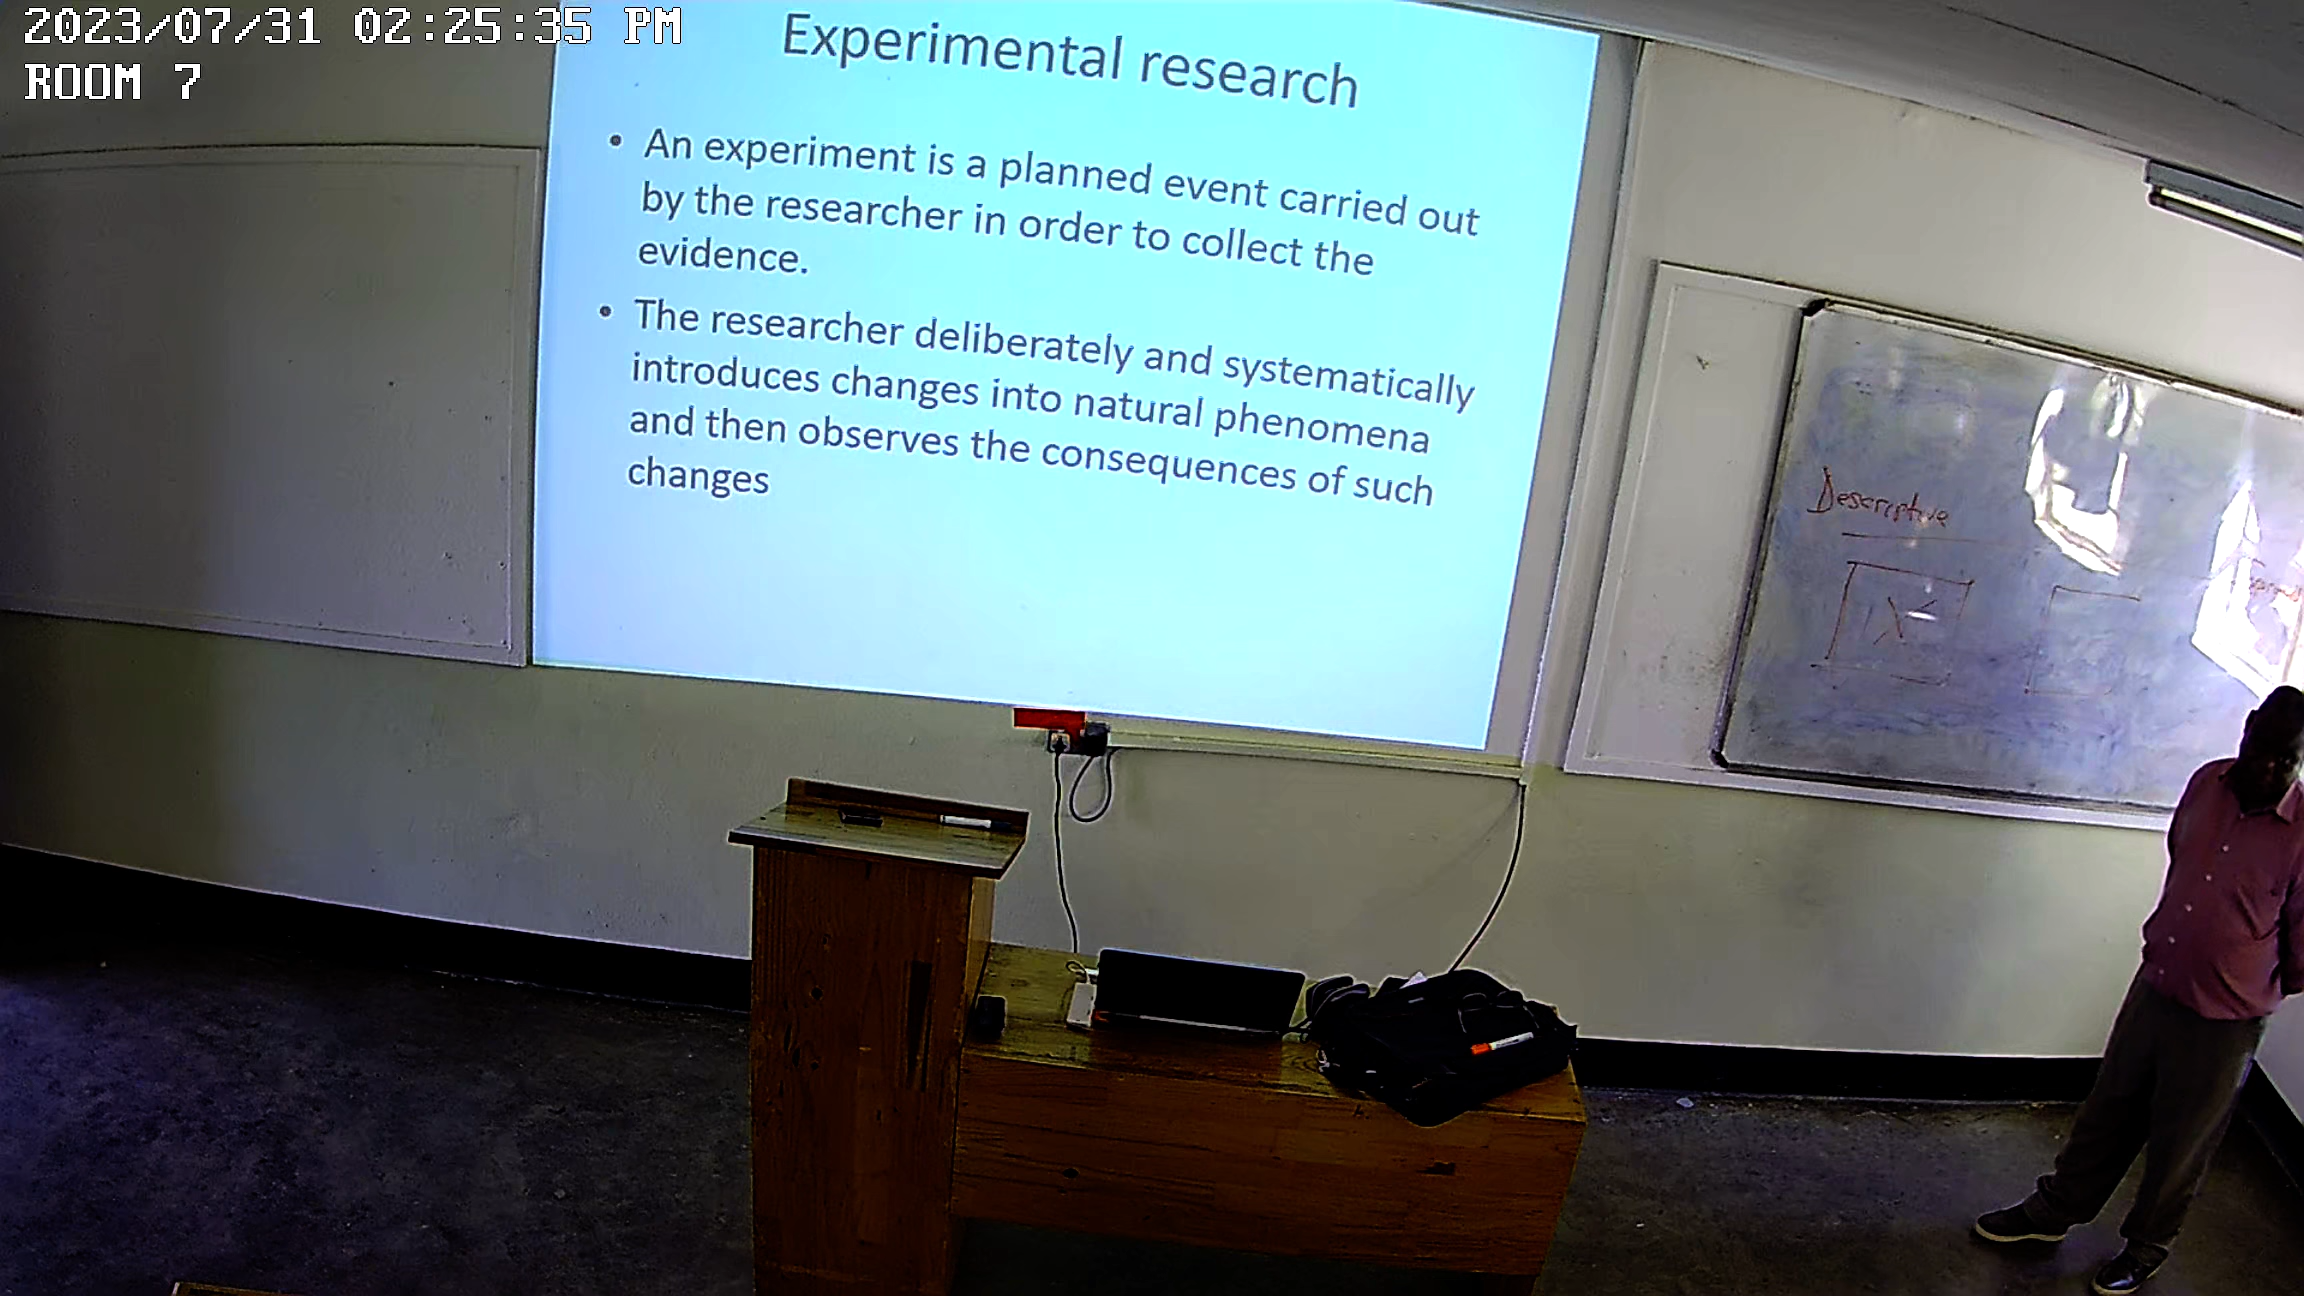 2023/07/31 02:25:35 PM
ROOM 7
Experimental research
• An experiment is a planned event carried out
by the researcher in order to collect the
evidence.
• The researcher deliberately and systematically
introduces changes into natural phenomena
and then observes the consequences of such
changes
Descriptive
X